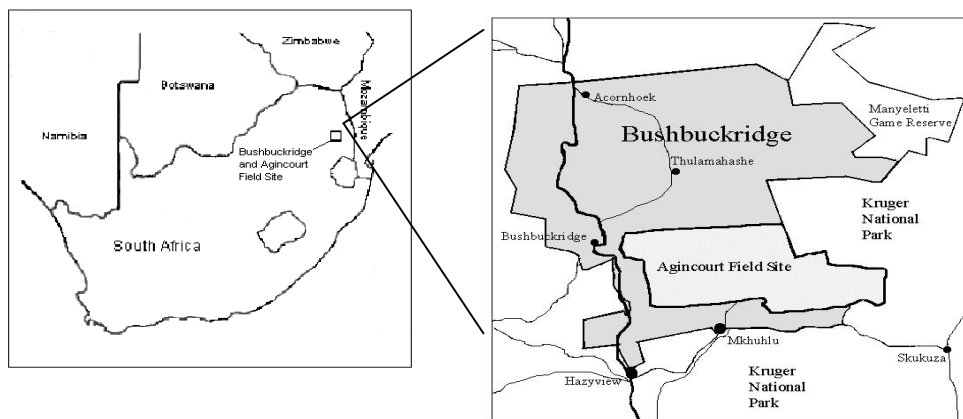 Zimbabwe
Botswana
Mozambique
Namibia
Bushbuckridge
and Agincourt
Field Site
South Africa
Acornhoek
Manyeletti
Game Reserve
Bushbuckridge
Thulamahashe
Kruger
National
Park
Bushbuckridge
Agincourt Field Site
Mkhuhlu
Skukuza
Hazyview
Kruger
National
Park